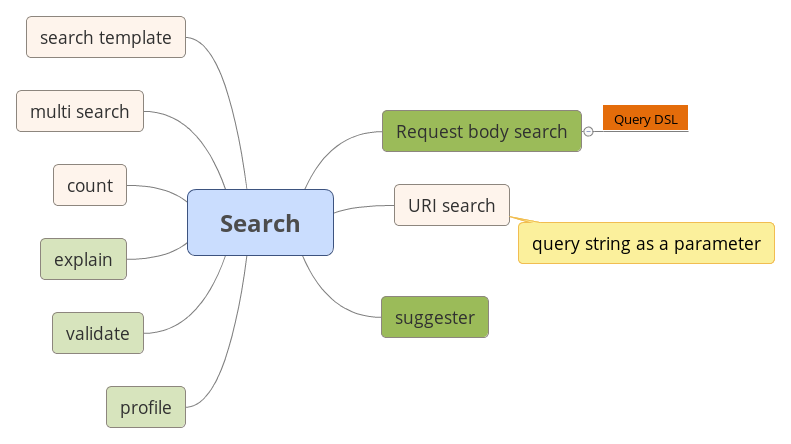 search template
multi search
count
explain
validate
profile
Search
Request body search
Query DSL
URI search
query string as a parameter
suggester